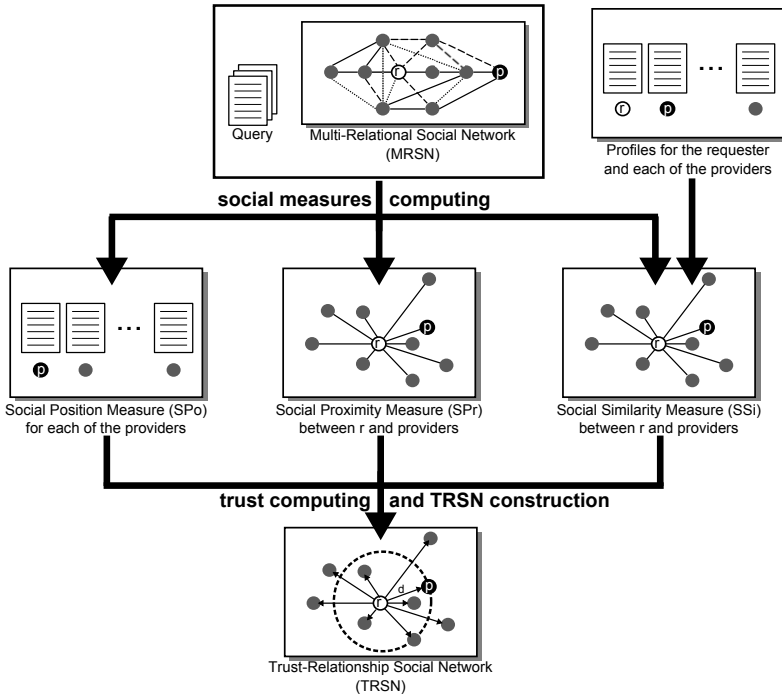 r
p
...
Query
Multi-Relational Social Network
(MRSN)
r
p
Profiles for the requester
and each of the providers
social measures computing
...
p
r
p
r
p
Social Position Measure (SPo)
for each of the providers
Social Proximity Measure (SPr)
between r and providers
Social Similarity Measure (SSi)
between r and providers
trust computing and TRSN construction
d
p
r
Trust-Relationship Social Network
(TRSN)